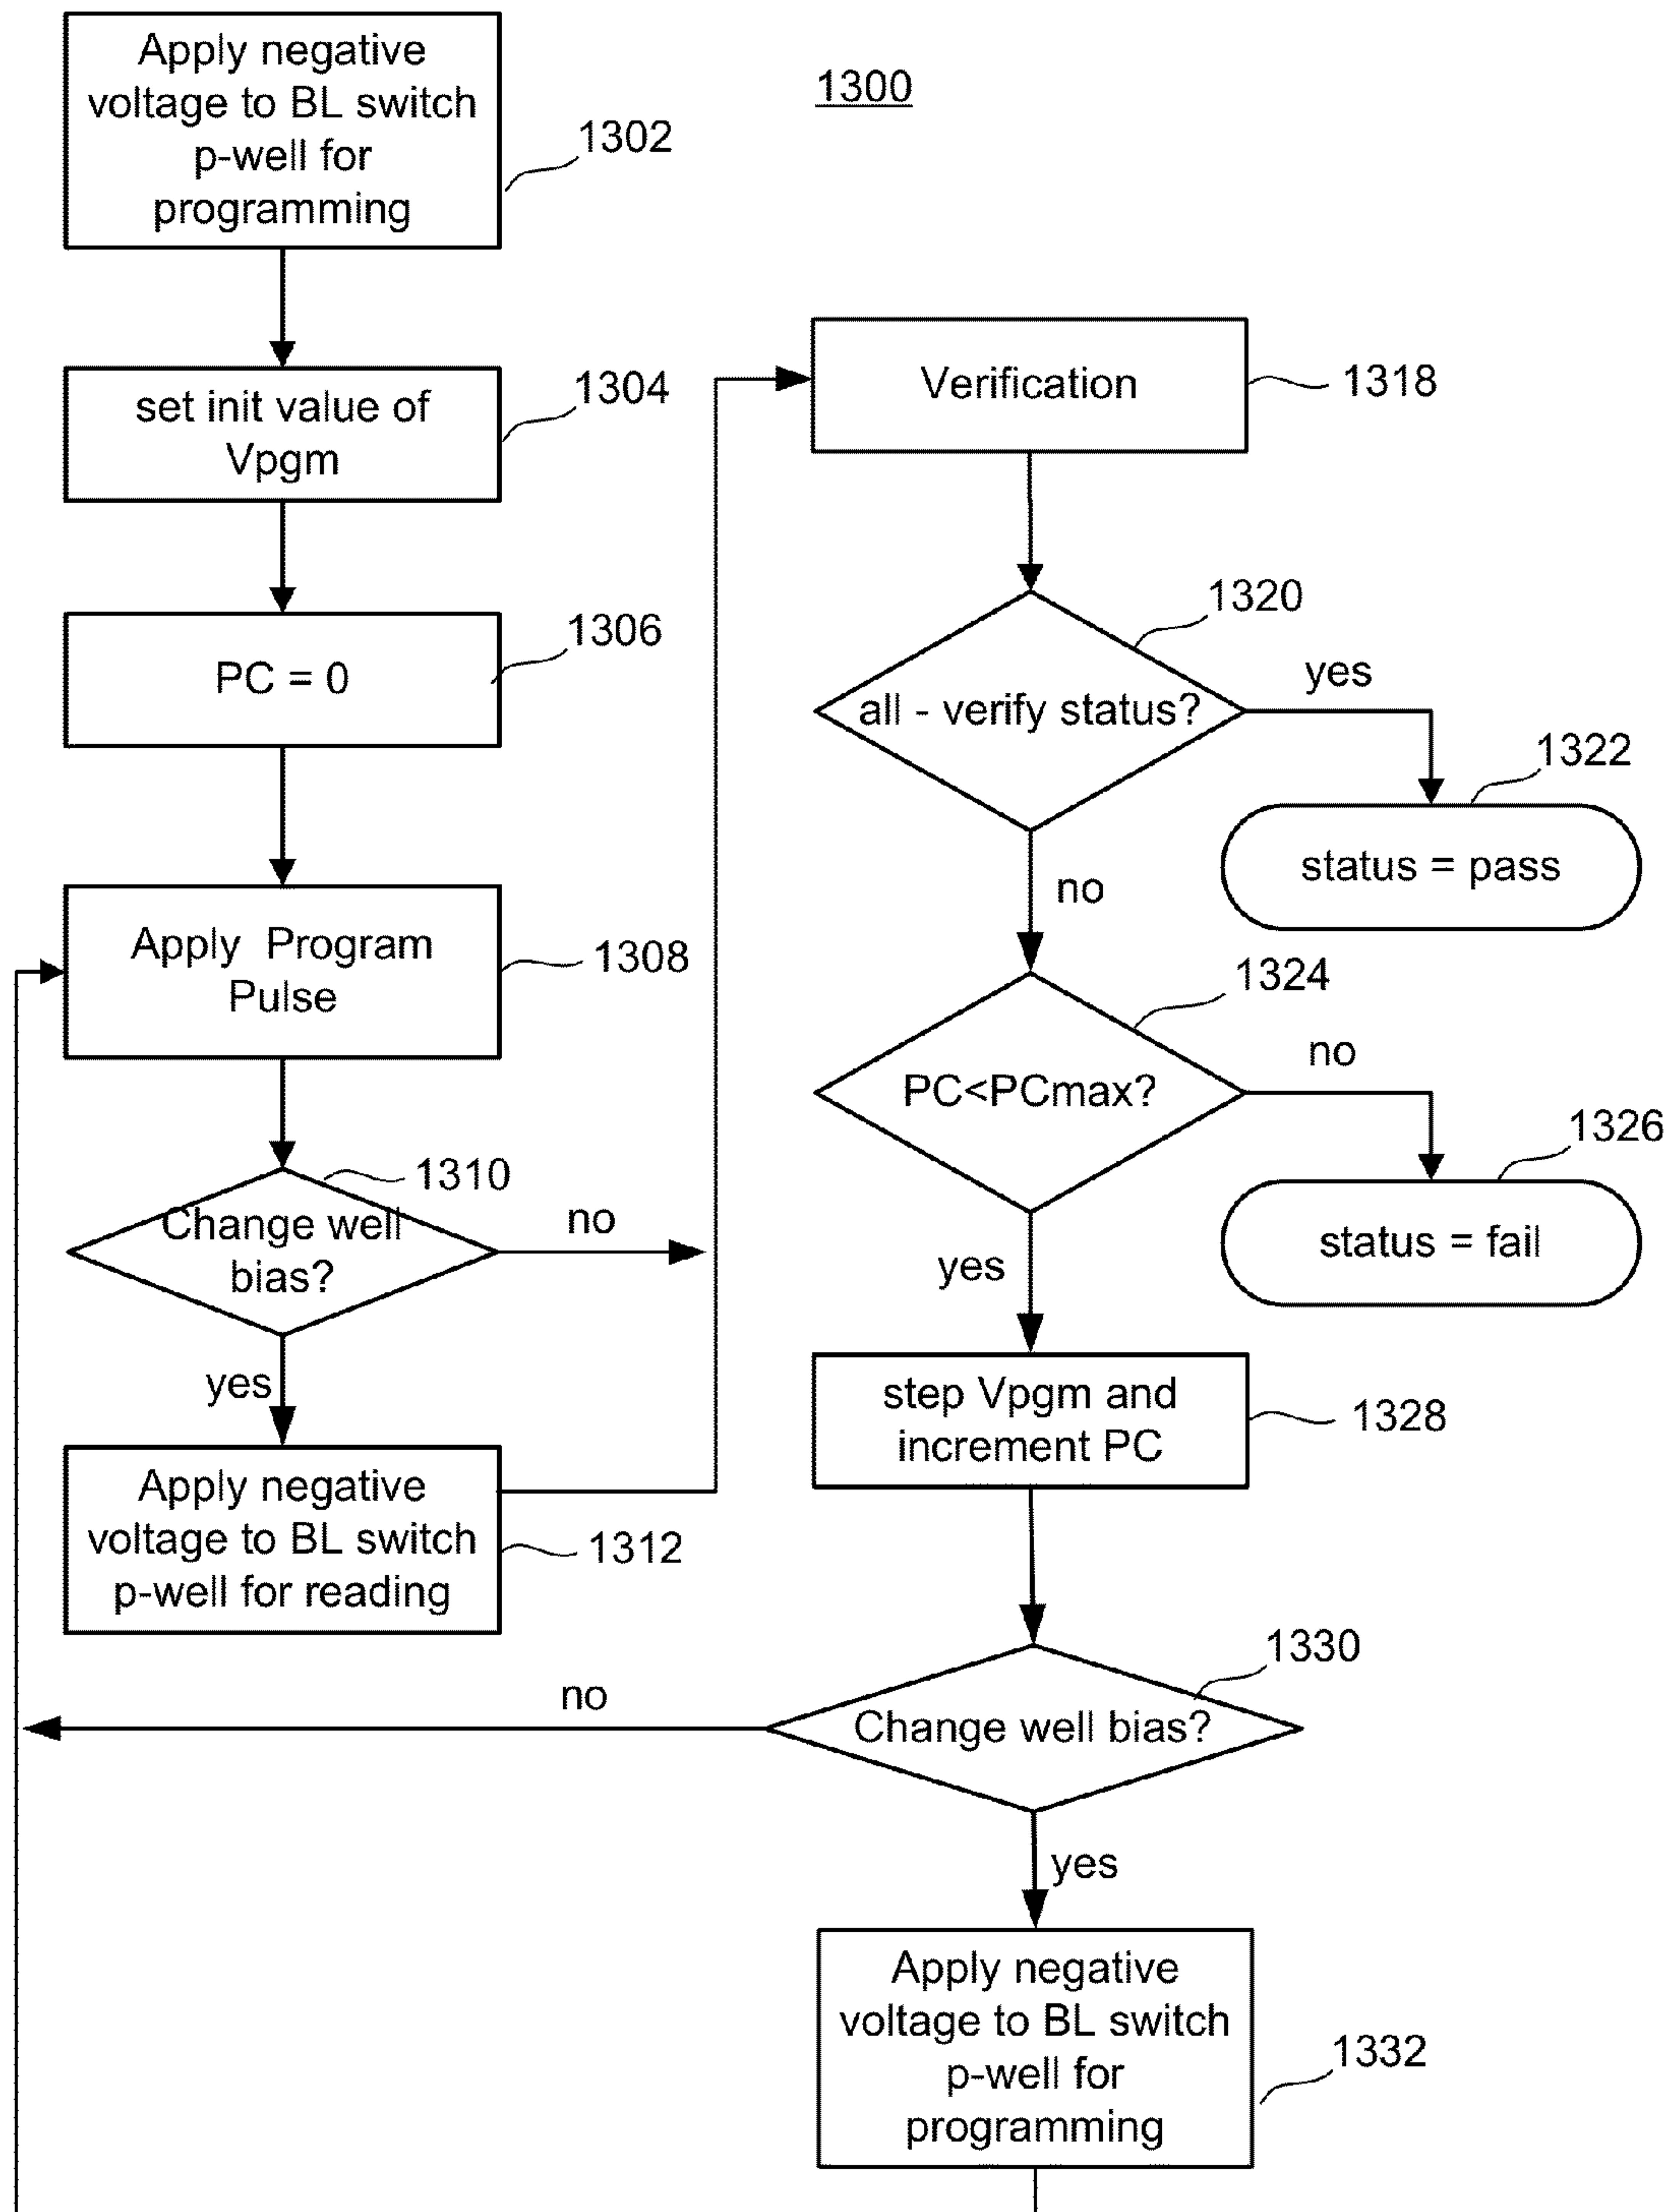 1300
Apply negative
voltage to BL switch
p-well for
programming
1302
set init value of
Vpgm
1304
PC = 0
1306
Apply Program
Pulse
1308
Change well
bias?
1310
no
yes
Apply negative
voltage to BL switch
p-well for reading
1312
Verification
1318
all - verify status?
1320
yes
1322
status = pass
no
PC<PCmax?
1324
no
1326
status = fail
yes
step Vpgm and
increment PC
1328
Change well bias?
1330
no
yes
Apply negative
voltage to BL switch
p-well for
programming
1332